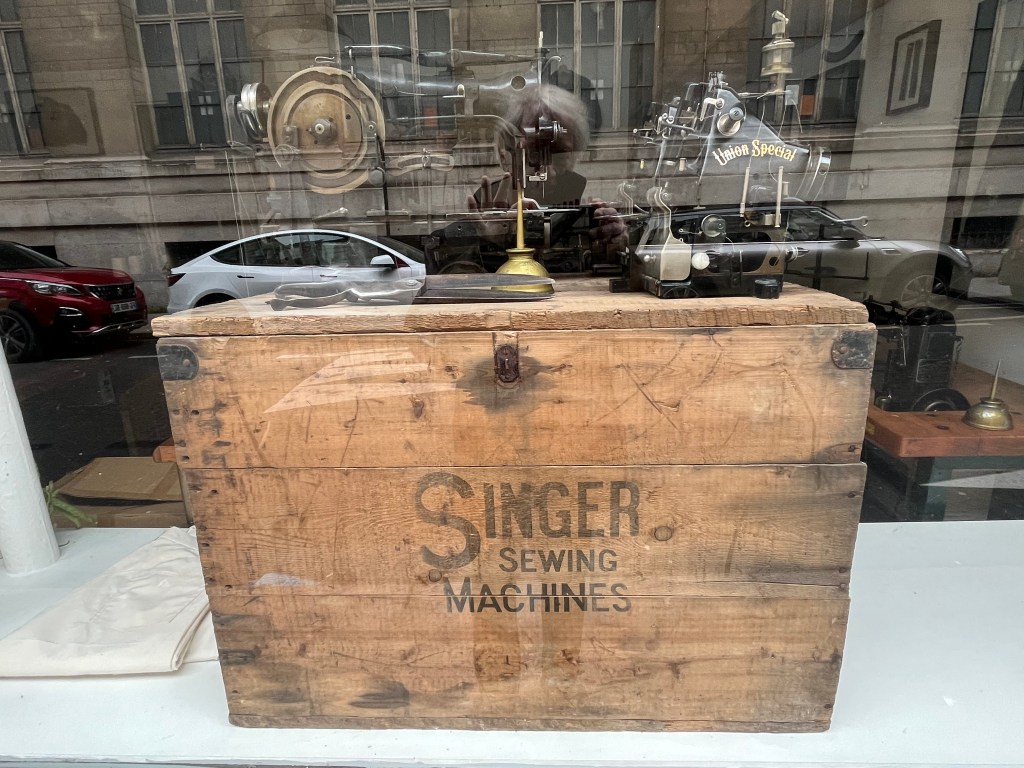 Union Special
SINGER
SEWING
MACHINES